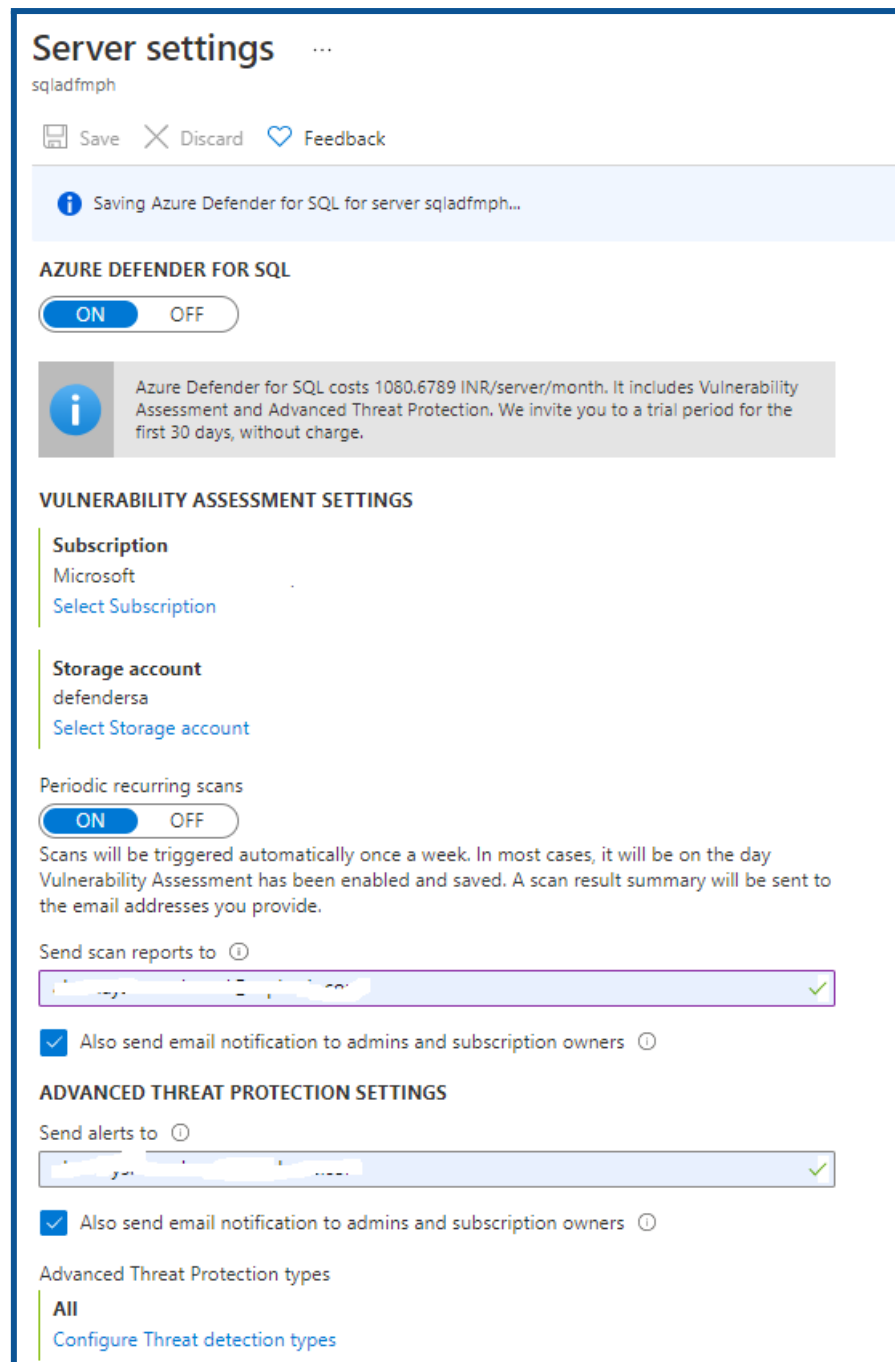 Server settings ...
sqladfmph
Save Discard Feedback
Saving Azure Defender for SQL for server sqladfmph...
AZURE DEFENDER FOR SQL
ON OFF
Azure Defender for SQL costs 1080.6789 INR/server/month. It includes Vulnerability
Assessment and Advanced Threat Protection. We invite you to a trial period for the
first 30 days, without charge.
VULNERABILITY ASSESSMENT SETTINGS
Subscription
Microsoft
Select Subscription
Storage account
defendersa
Select Storage account
Periodic recurring scans
ON OFF
Scans will be triggered automatically once a week. In most cases, it will be on the day
Vulnerability Assessment has been enabled and saved. A scan result summary will be sent to
the email addresses you provide.
Send scan reports to
Also send email notification to admins and subscription owners
ADVANCED THREAT PROTECTION SETTINGS
Send alerts to
Also send email notification to admins and subscription owners
Advanced Threat Protection types
All
Configure Threat detection types